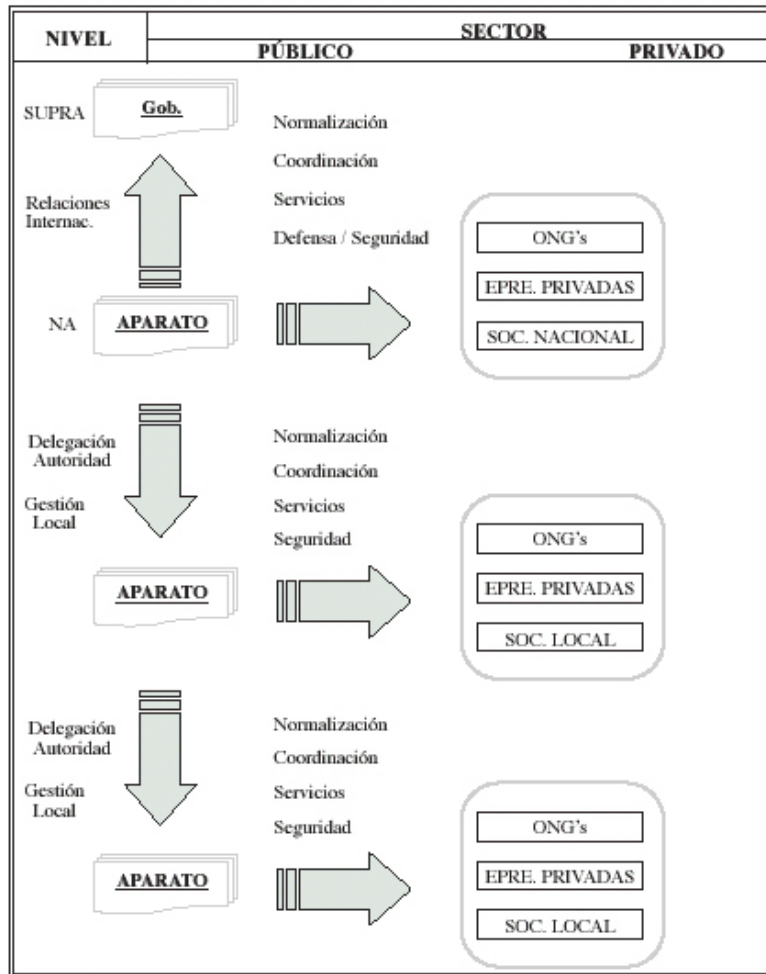 NIVEL
SECTOR
PÚBLICO PRIVADO
SUPRA
Gob.
Normalización
Coordinación
Servicios
Defensa / Seguridad
Relaciones
Internac.
NA
APARATO
ONG's
EPRE. PRIVADAS
SOC. NACIONAL
Delegación
Autoridad
Gestión
Local
Normalización
Coordinación
Servicios
Seguridad
APARATO
ONG's
EPRE. PRIVADAS
SOC. LOCAL
Delegación
Autoridad
Gestión
Local
Normalización
Coordinación
Servicios
Seguridad
APARATO
ONG's
EPRE. PRIVADAS
SOC. LOCAL